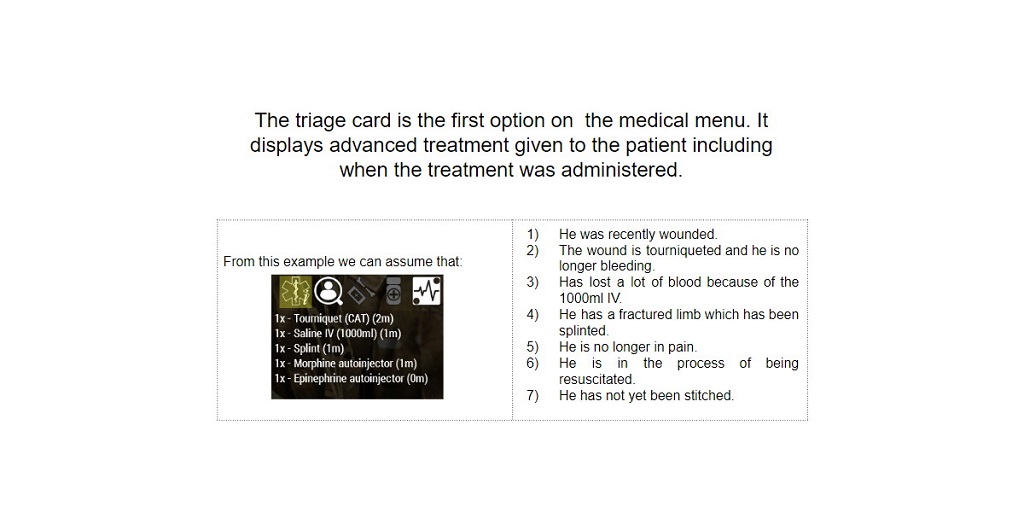 The triage card is the first option on the medical menu. It
displays advanced treatment given to the patient including
when the treatment was administered.
From this example we can assume that:
1x - Tourniquet (CAT) (2m)
1x - Saline IV (1000ml) (1m)
1x - Splint (1m)
1x - Morphine autoinjector (1m)
1x - Epinephrine autoinjector (0m)
1) He was recently wounded.
2) The wound is tourniqueted and he is no
longer bleeding.
3) Has lost a lot of blood because of the
1000ml IV.
4) He has a fractured limb which has been
splinted.
5) He is no longer in pain.
6) He is in the process of being
resuscitated.
7) He has not yet been stitched.